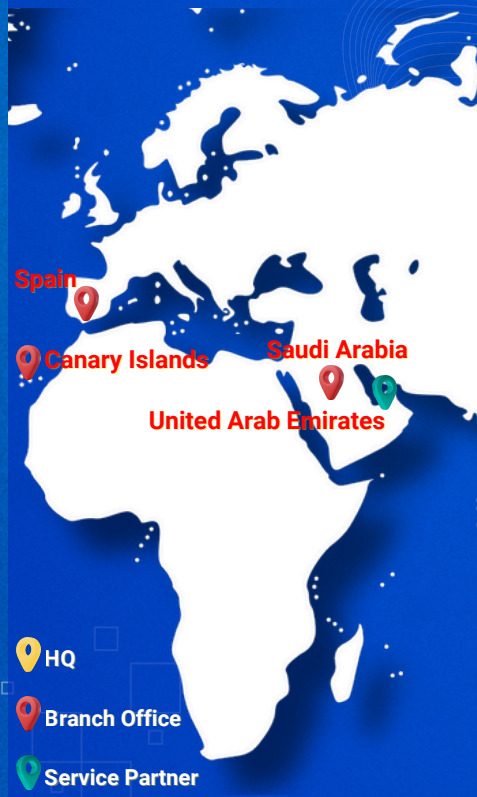 Spain
Canary Islands
Saudi Arabia
United Arab Emirates
HQ
Branch Office
Service Partner